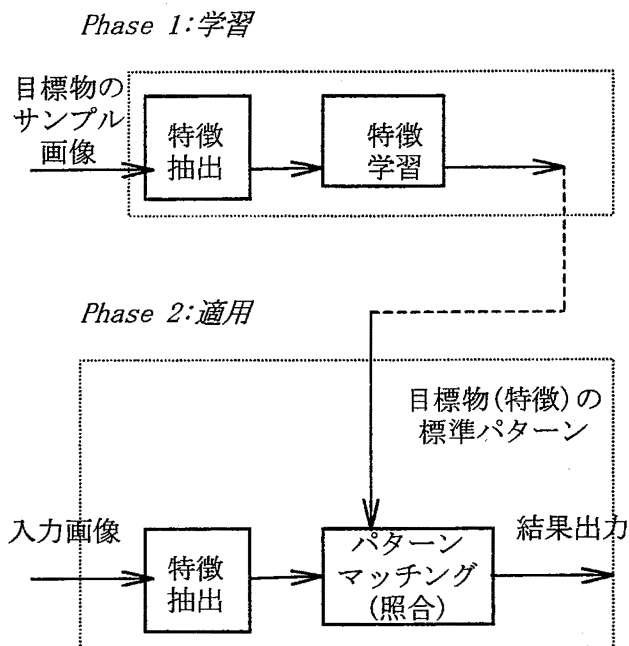 Phase 1:学習
目標物の
サンプル
画像
特徴
抽出
特徴
学習
Phase 2:適用
目標物(特徴)の
標準パターン
入力画像
特徴
抽出
パターン
マッチング
(照合)
結果出力